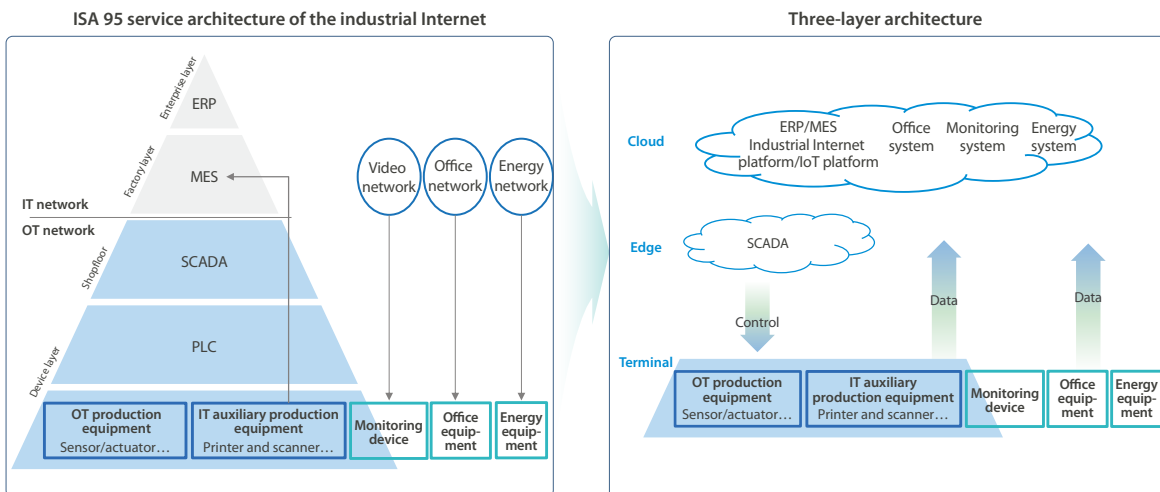 ISA 95 service architecture of the industrial Internet
Enterprise layer
ERP
Factory layer
MES
IT network
OT network
Shopfloor
SCADA
Device layer
PLC
OT production
equipment
Sensor/actuator…
IT auxiliary production
equipment
Printer and scanner…
Monitoring
device
Office
equip-
ment
Energy
equip-
ment
Video
network
Office
network
Energy
network
Three-layer architecture
Cloud
ERP/MES
Industrial Internet
platform/IoT platform
Office
system
Monitoring
system
Energy
system
Edge
SCADA
Control
Data
Data
Terminal
OT production
equipment
Sensor/actuator…
IT auxiliary
production equipment
Printer and scanner…
Monitoring
device
Office
equip-
ment
Energy
equip-
ment